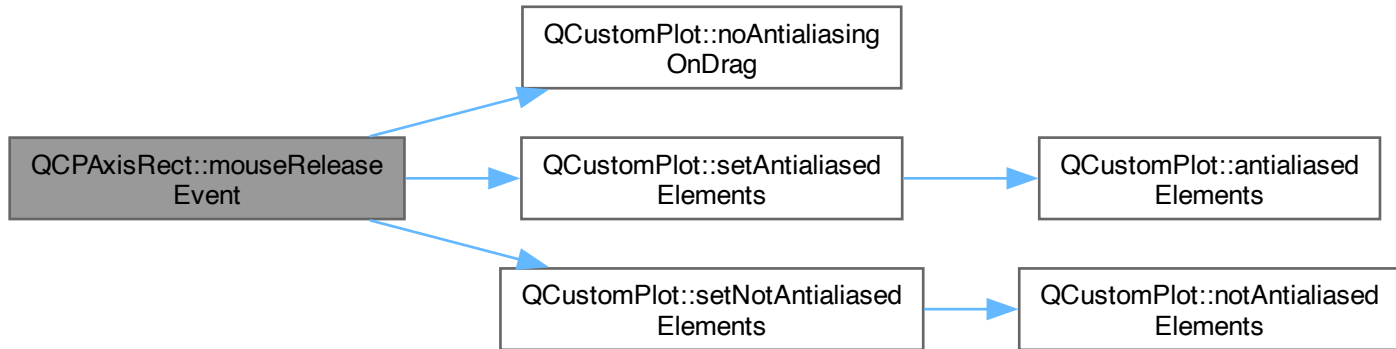 QCustomPlot::noAntialiasing
OnDrag
QCPAxisRect::mouseRelease
Event
QCustomPlot::setAntialiased
Elements
QCustomPlot::antialiased
Elements
QCustomPlot::setNotAntialiased
Elements
QCustomPlot::notAntialiased
Elements